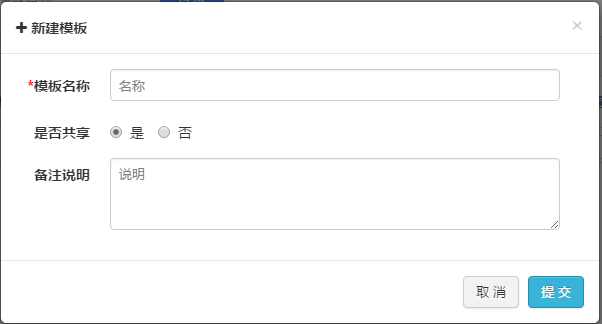 新建模板
×
*模板名称
名称
是否共享
是 否
备注说明
说明
取 消 提 交